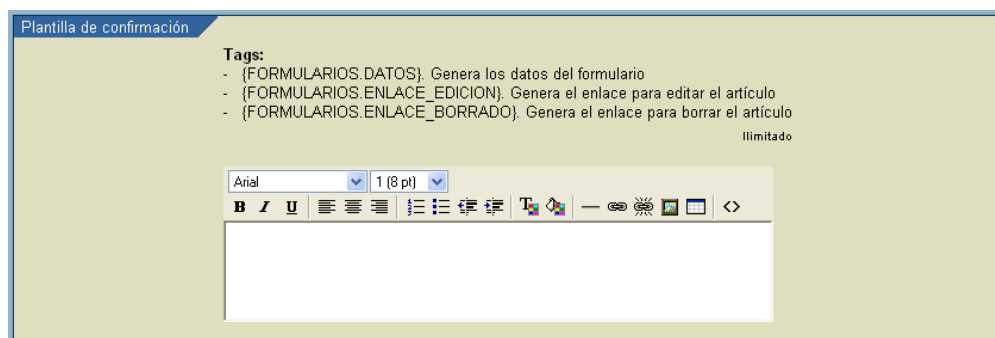 Plantilla de confirmación
Tags:
- {FORMULARIOS.DATOS}. Genera los datos del formulario
- {FORMULARIOS.ENLACE_EDICION}. Genera el enlace para editar el artículo
- {FORMULARIOS.ENLACE_BORRADO}. Genera el enlace para borrar el artículo
Ilimitado
Arial 1 (8 pt)
B I U T <>